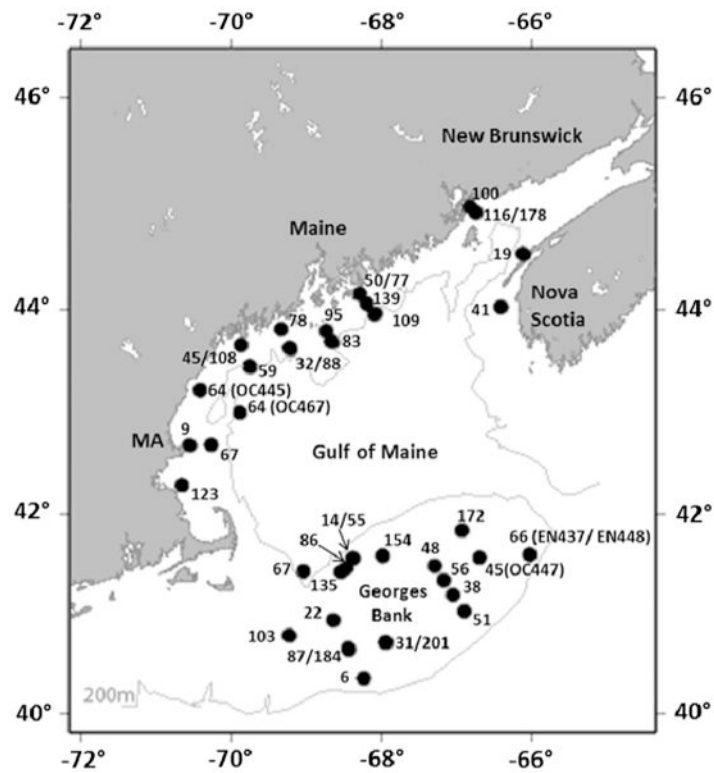 -72° -70° -68° -66°
46° 46°
New Brunswick
100
116/178
Maine
19
50/77
139
Nova
Scotia
44° 78 95 109 41 44°
83
45/108
32/88
59
64 (OC445)
64 (OC467)
9
MA
67
Gulf of Maine
123
42° 42°
14/55
172
86
154
66 (EN437/ EN448)
48
67
135
56
45(OC447)
Georges
Bank
38
22
51
103
31/201
87/184
6
200m
40° 40°
-72° -70° -68° -66°